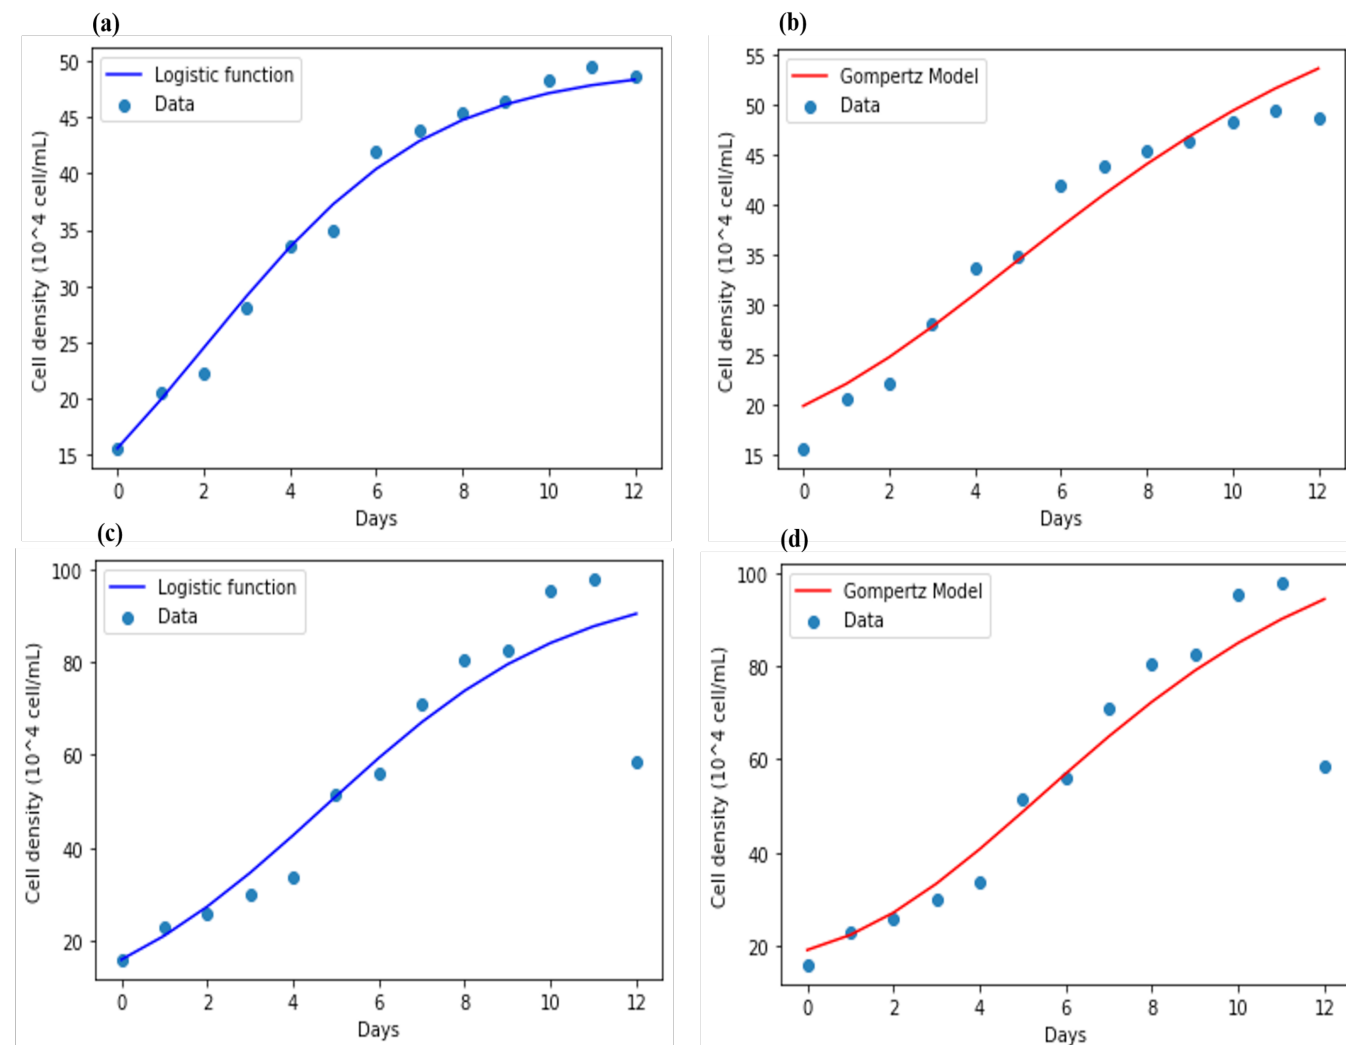 (a)
Logistic function
Data
50
45
40
35
30
25
20
15
Cell density (10^4 cell/mL)
0 2 4 6 8 10 12
Days
(b)
Gompertz Model
Data
55
50
45
40
35
30
25
20
15
Cell density (10^4 cell/mL)
0 2 4 6 8 10 12
Days
(c)
Logistic function
Data
100
80
60
40
20
Cell density (10^4 cell/mL)
0 2 4 6 8 10 12
Days
(d)
Gompertz Model
Data
100
80
60
40
20
Cell density (10^4 cell/mL)
0 2 4 6 8 10 12
Days